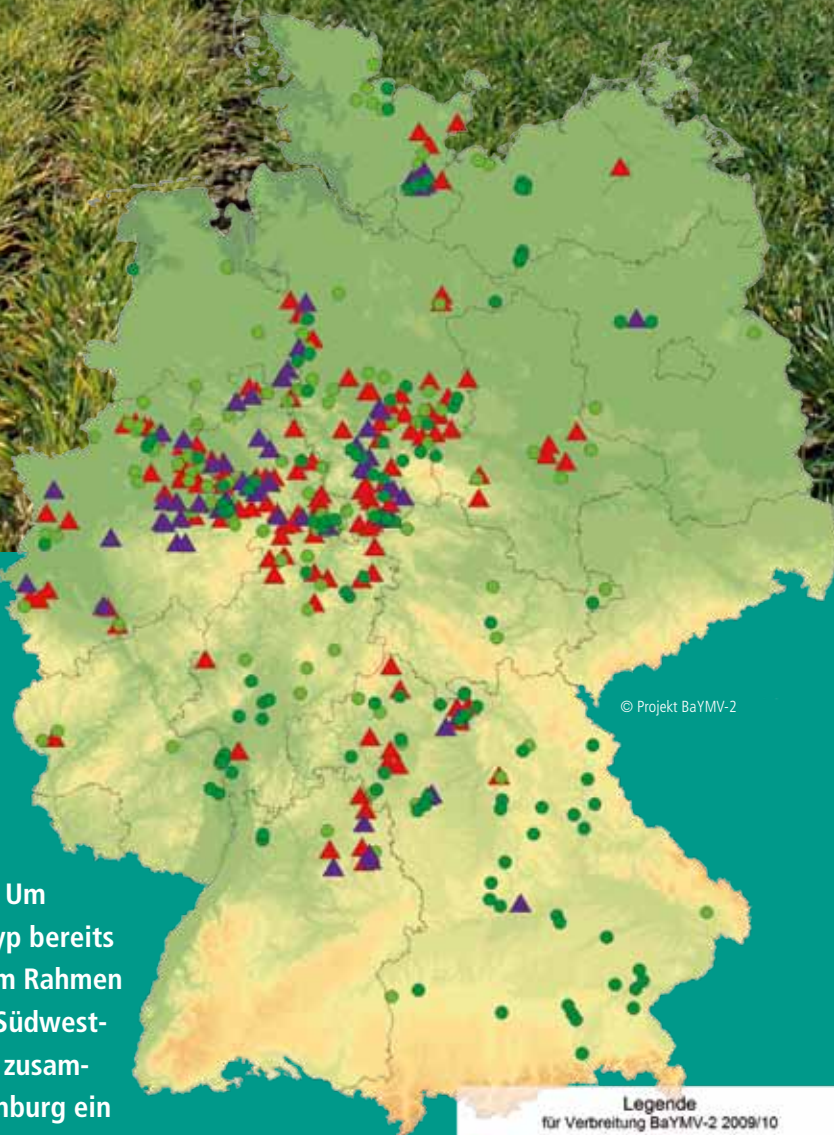 © Projekt BaYMV-2
Um
yp bereits
m Rahmen
Südwest-
zusam-
nburg ein
Legende
für Verbreitung BaYMV-2 2009/10